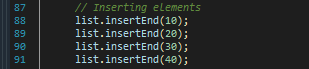 87 // Inserting elements
88 list.insertEnd(10);
89 list.insertEnd(20);
90 list.insertEnd(30);
91 list.insertEnd(40);